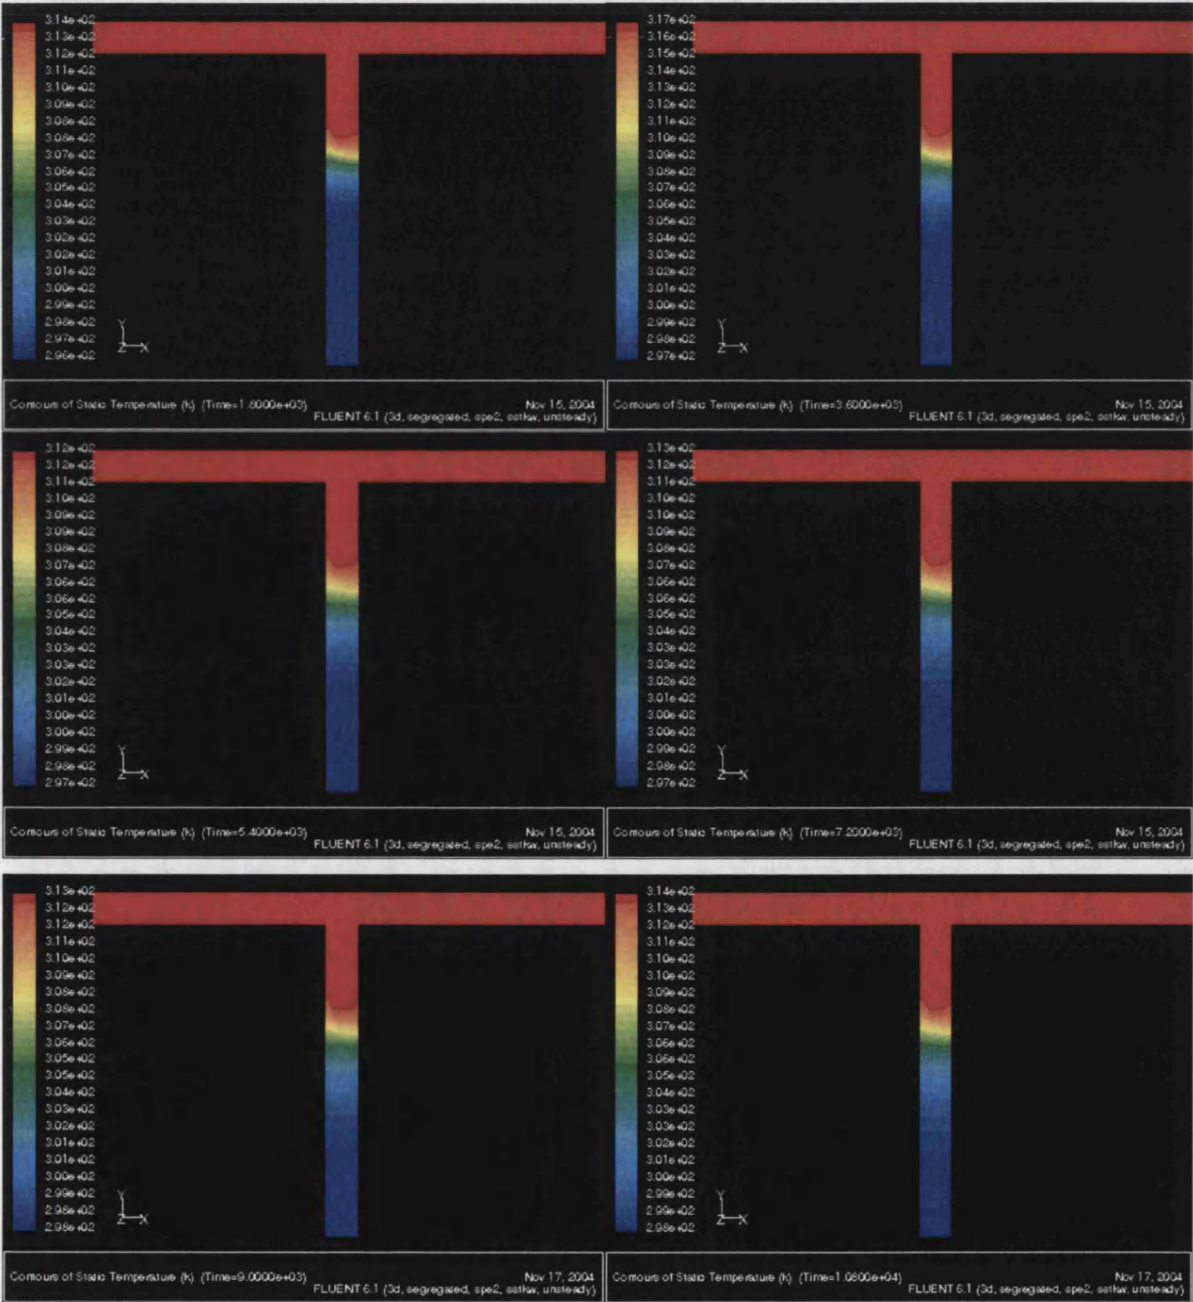 3.14e+02
3.13e+02
3.12e+02
3.11e+02
3.10e+02
3.09e+02
3.08e+02
3.08e+02
3.07e+02
3.06e+02
3.05e+02
3.04e+02
3.03e+02
3.02e+02
3.02e+02
3.01e+02
3.00e+02
2.99e+02
2.98e+02
2.97e+02
2.96e+02
Y
Z X
Contours of Static Temperature (k) (Time=1.8000e+03) Nov 15, 2004
FLUENT 6.1 (3d, segregated, spe2, sstkw, unsteady)
3.17e+02
3.16e+02
3.15e+02
3.14e+02
3.13e+02
3.12e+02
3.11e+02
3.10e+02
3.09e+02
3.08e+02
3.07e+02
3.06e+02
3.05e+02
3.04e+02
3.03e+02
3.02e+02
3.01e+02
3.00e+02
2.99e+02
2.98e+02
2.97e+02
Y
Z X
Contours of Static Temperature (k) (Time=3.6000e+03) Nov 15, 2004
FLUENT 6.1 (3d, segregated, spe2, sstkw, unsteady)
3.12e+02
3.12e+02
3.11e+02
3.10e+02
3.09e+02
3.09e+02
3.08e+02
3.07e+02
3.06e+02
3.06e+02
3.05e+02
3.04e+02
3.03e+02
3.03e+02
3.02e+02
3.01e+02
3.00e+02
3.00e+02
2.99e+02
2.98e+02
2.97e+02
Y
Z X
Contours of Static Temperature (k) (Time=5.4000e+03) Nov 15, 2004
FLUENT 6.1 (3d, segregated, spe2, sstkw, unsteady)
3.13e+02
3.12e+02
3.11e+02
3.10e+02
3.10e+02
3.09e+02
3.08e+02
3.07e+02
3.06e+02
3.06e+02
3.05e+02
3.04e+02
3.03e+02
3.03e+02
3.02e+02
3.01e+02
3.00e+02
3.00e+02
2.99e+02
2.98e+02
2.97e+02
Y
Z X
Contours of Static Temperature (k) (Time=7.2000e+03) Nov 15, 2004
FLUENT 6.1 (3d, segregated, spe2, sstkw, unsteady)
3.13e+02
3.12e+02
3.12e+02
3.11e+02
3.10e+02
3.09e+02
3.08e+02
3.08e+02
3.07e+02
3.06e+02
3.05e+02
3.05e+02
3.04e+02
3.03e+02
3.02e+02
3.01e+02
3.01e+02
3.00e+02
2.99e+02
2.98e+02
2.98e+02
Y
Z X
Contours of Static Temperature (k) (Time=9.0000e+03) Nov 17, 2004
FLUENT 6.1 (3d, segregated, spe2, sstkw, unsteady)
3.14e+02
3.13e+02
3.12e+02
3.11e+02
3.10e+02
3.10e+02
3.09e+02
3.08e+02
3.07e+02
3.06e+02
3.06e+02
3.05e+02
3.04e+02
3.03e+02
3.03e+02
3.02e+02
3.01e+02
3.00e+02
2.99e+02
2.99e+02
2.98e+02
Y
Z X
Contours of Static Temperature (k) (Time=1.0800e+04) Nov 17, 2004
FLUENT 6.1 (3d, segregated, spe2, sstkw, unsteady)